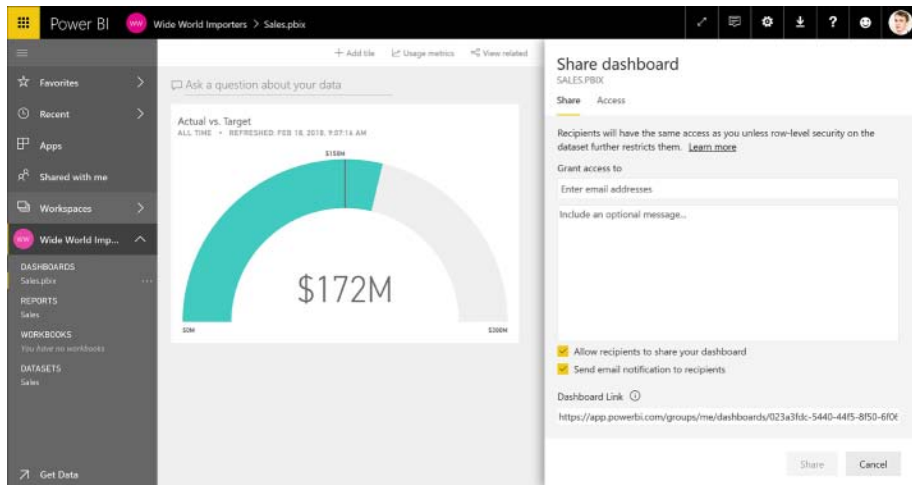 Power BI WW Wide World Importers > Sales.pbix ?
+ Add tile Usage metrics View related
Favorites >
Recent >
Apps
Shared with me
Workspaces >
WW Wide World Imp...
DASHBOARDS
Sales.pbix ...
REPORTS
Sales
WORKBOOKS
You have no workbooks
DATASETS
Sales
Get Data
Ask a question about your data
Actual vs. Target
ALL TIME • REFRESHED: FEB 18, 2018, 9:07:16 AM
$150M
$172M
$0M $300M
Share dashboard
SALES.PBIX
Share Access
Recipients will have the same access as you unless row-level security on the
dataset further restricts them. Learn more
Grant access to
Enter email addresses
Include an optional message...
Allow recipients to share your dashboard
Send email notification to recipients
Dashboard Link
https://app.powerbi.com/groups/me/dashboards/023a3fdc-5440-44f5-8f50-6f06
Share Cancel